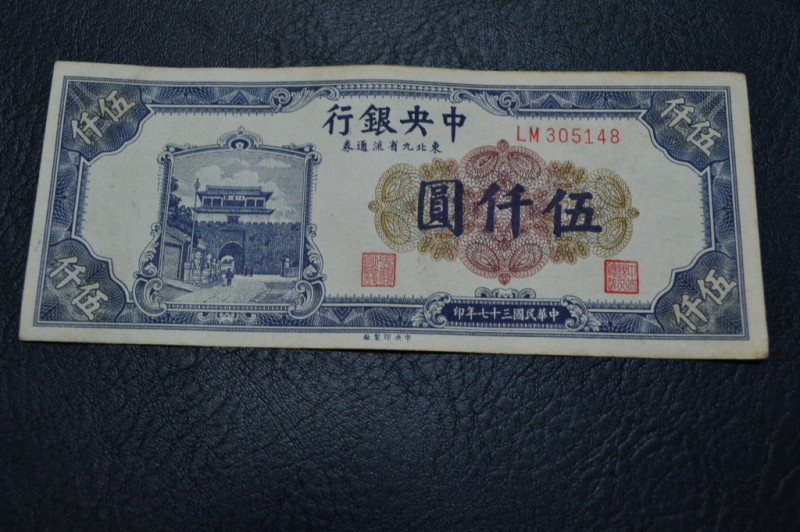 中央銀行
東北九省流通券
LM 305148
伍仟圓
伍仟
伍仟
伍仟
伍仟
中華民國三十七年印
中央印製廠